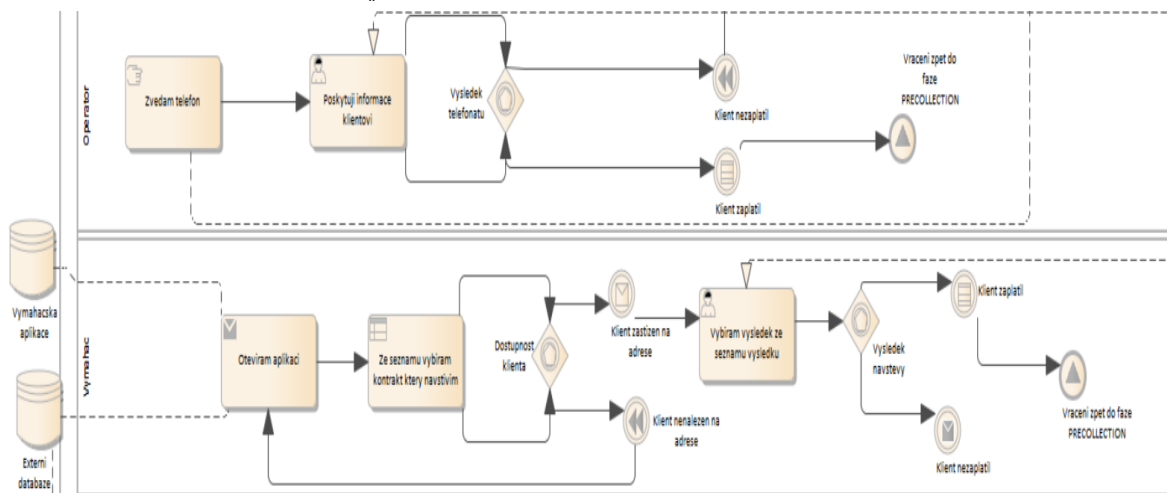 Operator
Zvedam telefon
Poskytuji informace
klientovi
Vysledek
telefonatu
Klient nezaplatil
Klient zaplatil
Vraceni zpet do
faze
PRECOLLECTION
Vymahacska
aplikace
Externi
databaze
Vymahac
Oteviram aplikaci
Ze seznamu vybiram
kontrakt ktery navstivim
Dostupnost
klienta
Klient zastizen na
adrese
Klient nenalezen na
adrese
Vybiram vysledek ze
seznamu vysledku
Vysledek
navstevy
Klient zaplatil
Klient nezaplatil
Vraceni zpet do faze
PRECOLLECTION